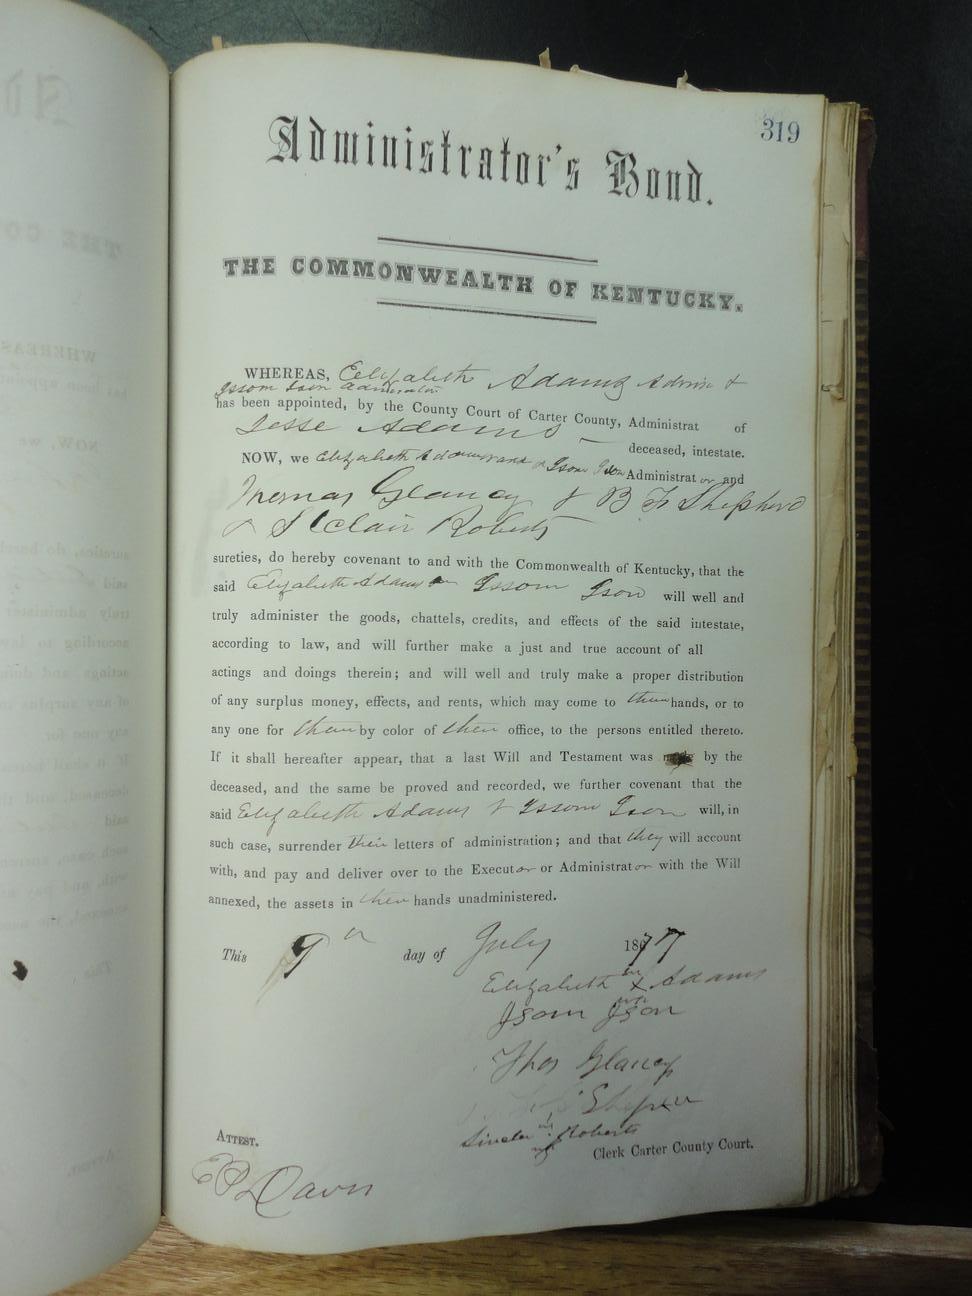 319
Administrator's Bond.
THE COMMONWEALTH OF KENTUCKY.
WHEREAS, Elizabeth Adams Admix &
Issom Ison administrator
has been appointed, by the County Court of Carter County, Administrat of
Jesse Adams deceased, intestate.
NOW, we Elizabeth Adams and Isom Ison Administrator and
Thomas Glancy & B F Shepherd
& St Clair Roberts
sureties, do hereby covenant to and with the Commonwealth of Kentucky, that the
said Elizabeth Adams Issom Ison will well and
truly administer the goods, chattels, credits, and effects of the said intestate,
according to law, and will further make a just and true account of all
actings and doings therein; and will well and truly make a proper distribution
of any surplus money, effects, and rents, which may come to their hands, or to
any one for them by color of their office, to the persons entitled thereto.
If it shall hereafter appear, that a last Will and Testament was made by the
deceased, and the same be proved and recorded, we further covenant that the
said Elizabeth Adams & Issom Ison will, in
such case, surrender their letters of administration; and that they will account
with, and pay and deliver over to the Executor or Administrator with the Will
annexed, the assets in their hands unadministered.
This 9th day of July 1877
Elizabeth her X Adams
mark
Isom Ison
Thos Glancy
Roberts
ATTEST.
Clerk Carter County Court.
E P Davis